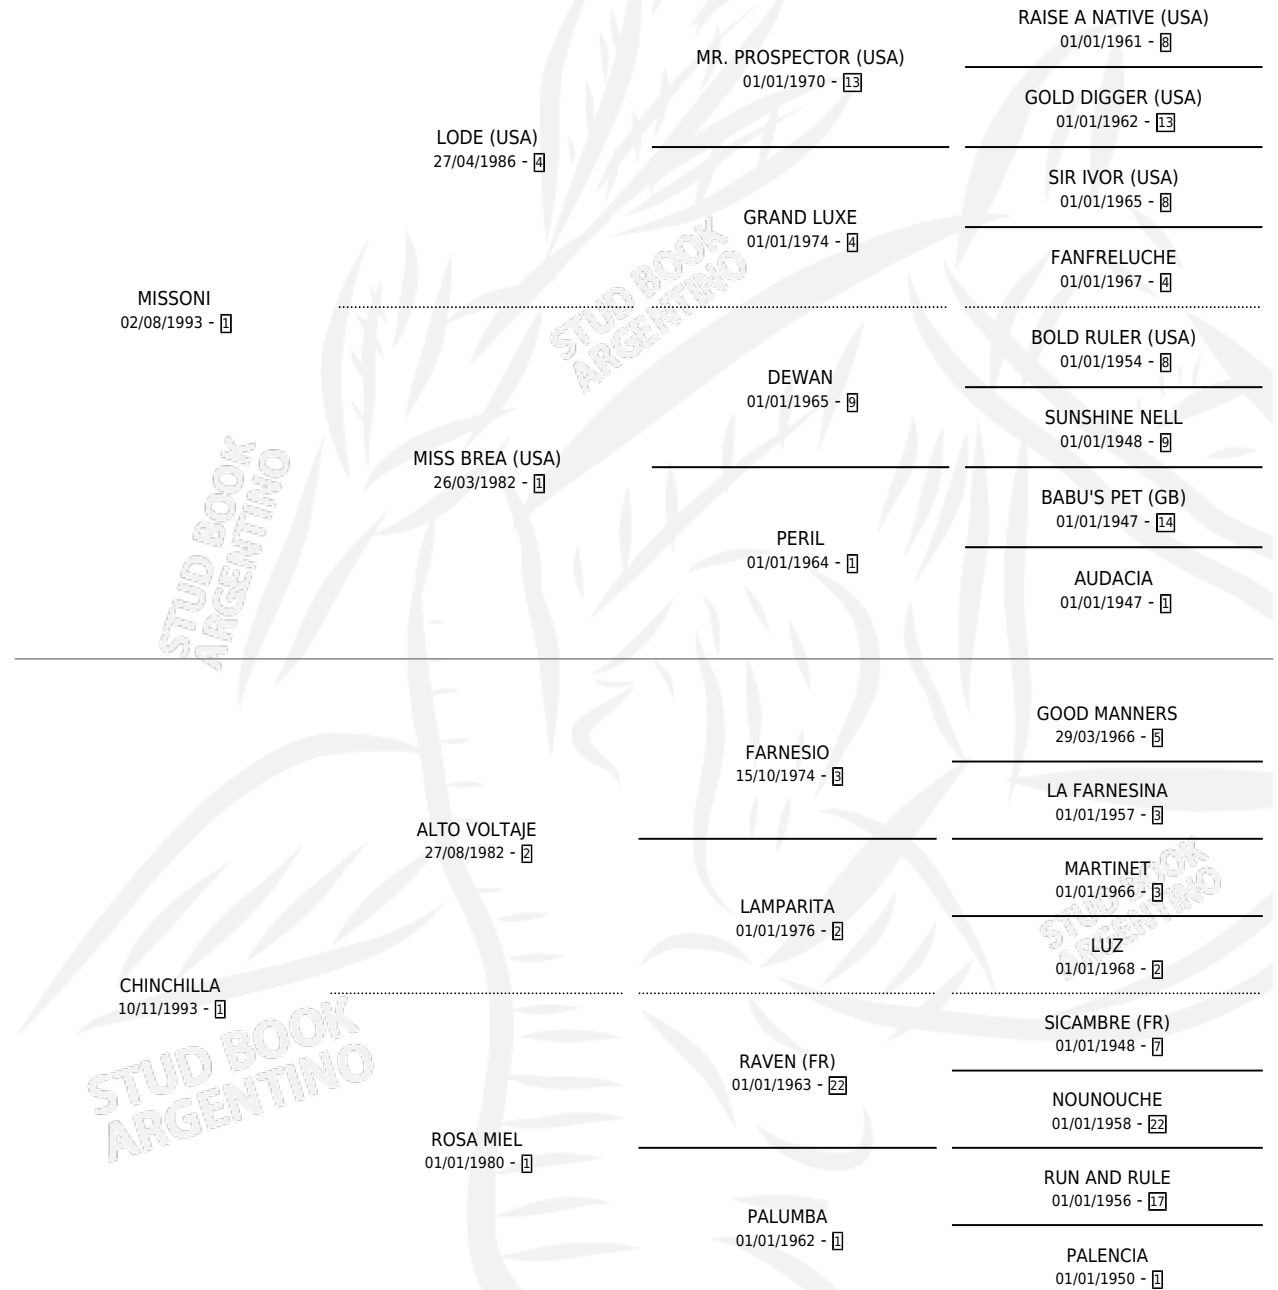 RAISE A NATIVE (USA)
01/01/1961 - 8
MR. PROSPECTOR (USA)
01/01/1970 - 13
GOLD DIGGER (USA)
01/01/1962 - 13
LODE (USA)
27/04/1986 - 4
SIR IVOR (USA)
01/01/1965 - 8
GRAND LUXE
01/01/1974 - 4
FANFRELUCHE
01/01/1967 - 4
STUD BOOK
ARGENTINO
MISSONI
02/08/1993 - 1
BOLD RULER (USA)
01/01/1954 - 8
DEWAN
01/01/1965 - 9
SUNSHINE NELL
01/01/1948 - 9
MISS BREA (USA)
26/03/1982 - 1
BABU'S PET (GB)
01/01/1947 - 14
PERIL
01/01/1964 - 1
AUDACIA
01/01/1947 - 1
STUD BOOK
ARGENTINO
GOOD MANNERS
29/03/1966 - 5
FARNESIO
15/10/1974 - 3
LA FARNESINA
01/01/1957 - 3
ALTO VOLTAJE
27/08/1982 - 2
MARTINET
01/01/1966 - 3
LAMPARITA
01/01/1976 - 2
LUZ
01/01/1968 - 2
STUD BOOK
ARGENTINO
CHINCHILLA
10/11/1993 - 1
SICAMBRE (FR)
01/01/1948 - 7
RAVEN (FR)
01/01/1963 - 22
NOUNOUCHE
01/01/1958 - 22
STUD BOOK
ARGENTINO
ROSA MIEL
01/01/1980 - 1
RUN AND RULE
01/01/1956 - 17
PALUMBA
01/01/1962 - 1
PALENCIA
01/01/1950 - 1